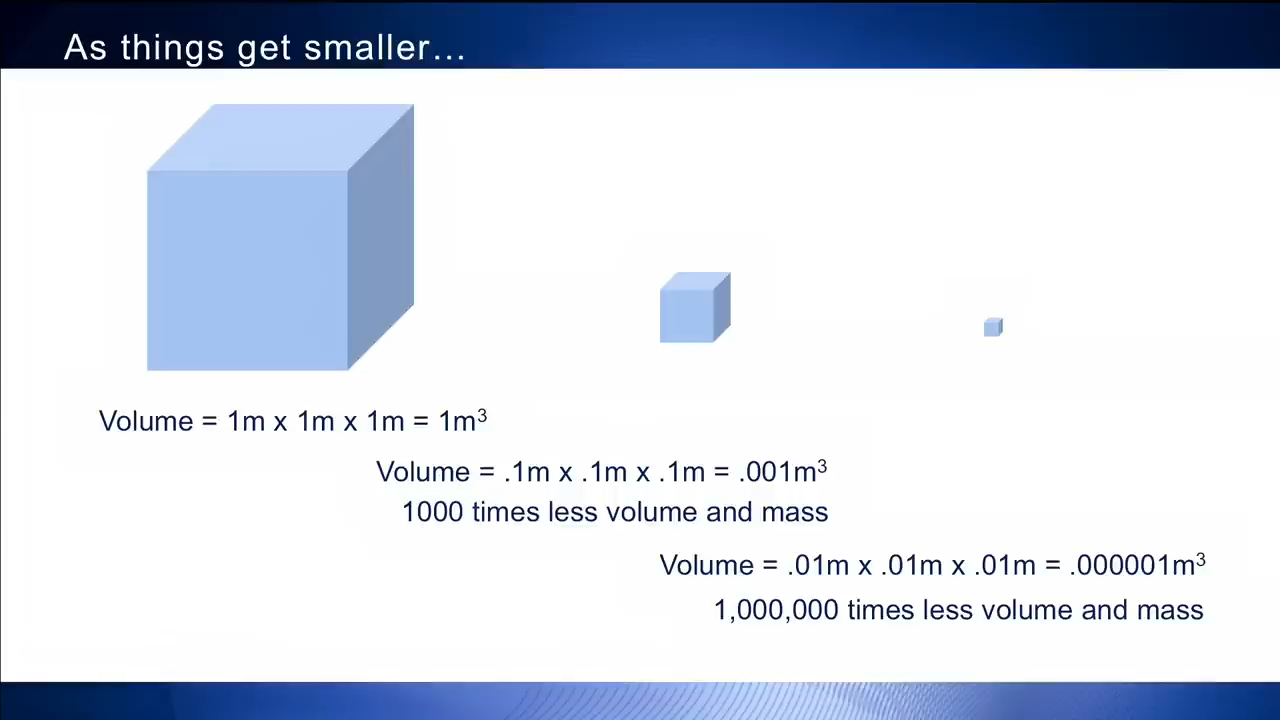 As things get smaller...
Volume = 1m x 1m x 1m = 1m³
Volume = .1m x .1m x .1m = .001m³
1000 times less volume and mass
Volume = .01m x .01m x .01m = .000001m³
1,000,000 times less volume and mass